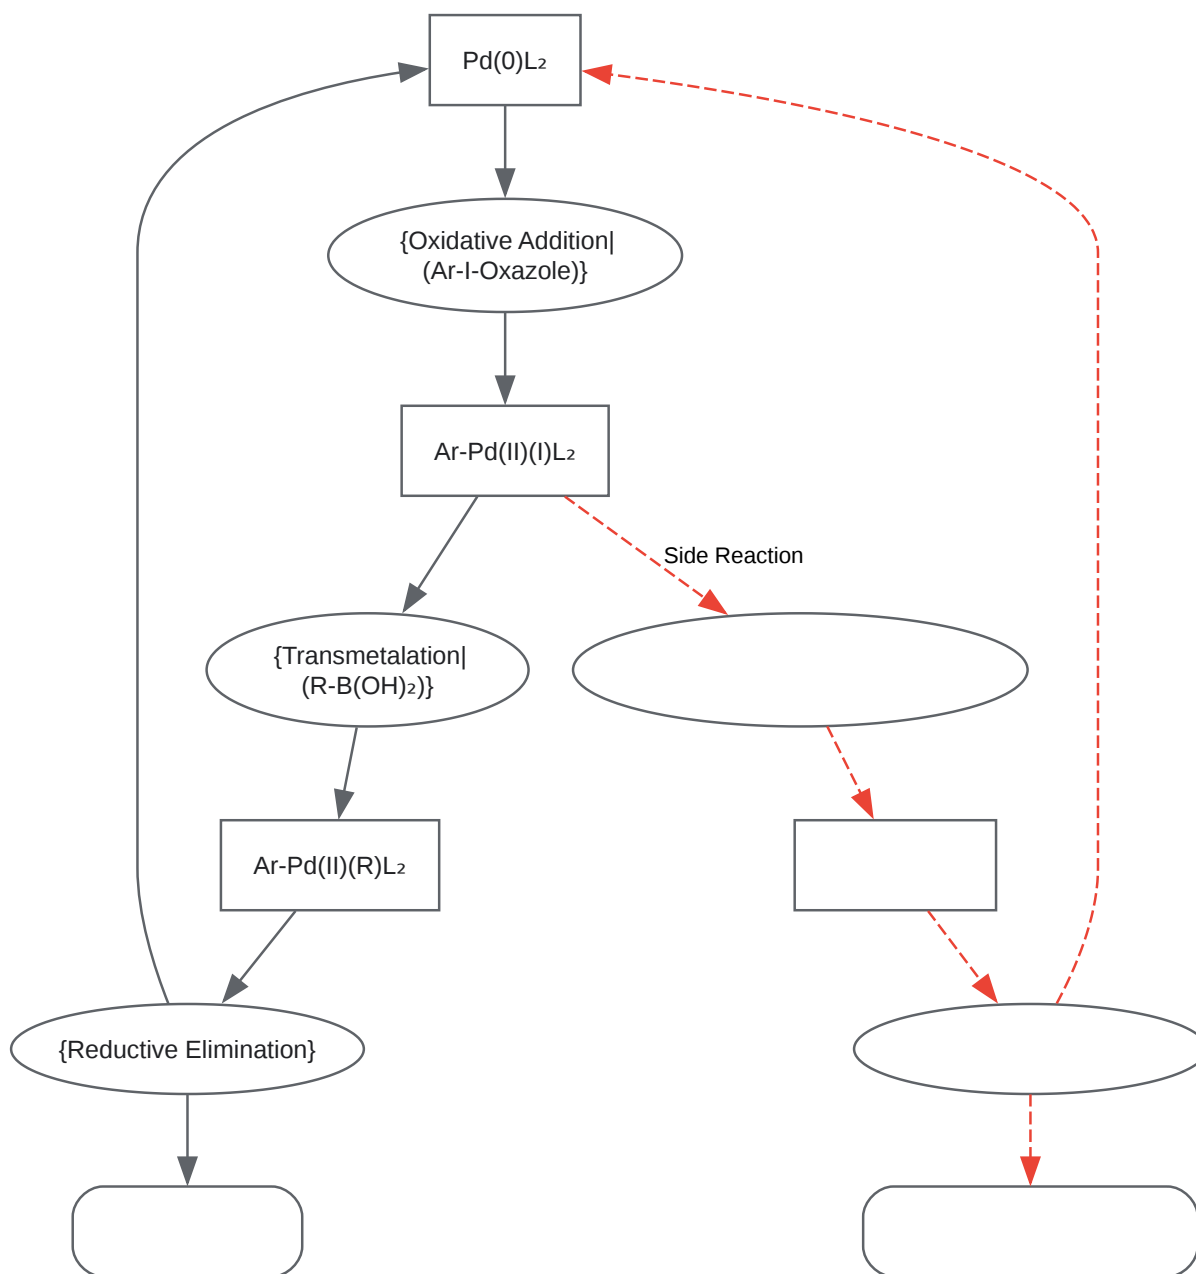 Pd(0)L₂
{Oxidative Addition|
(Ar-I-Oxazole)}
Ar-Pd(II)(I)L₂
Side Reaction
{Transmetalation|
(R-B(OH)₂)}
Ar-Pd(II)(R)L₂
{Reductive Elimination}